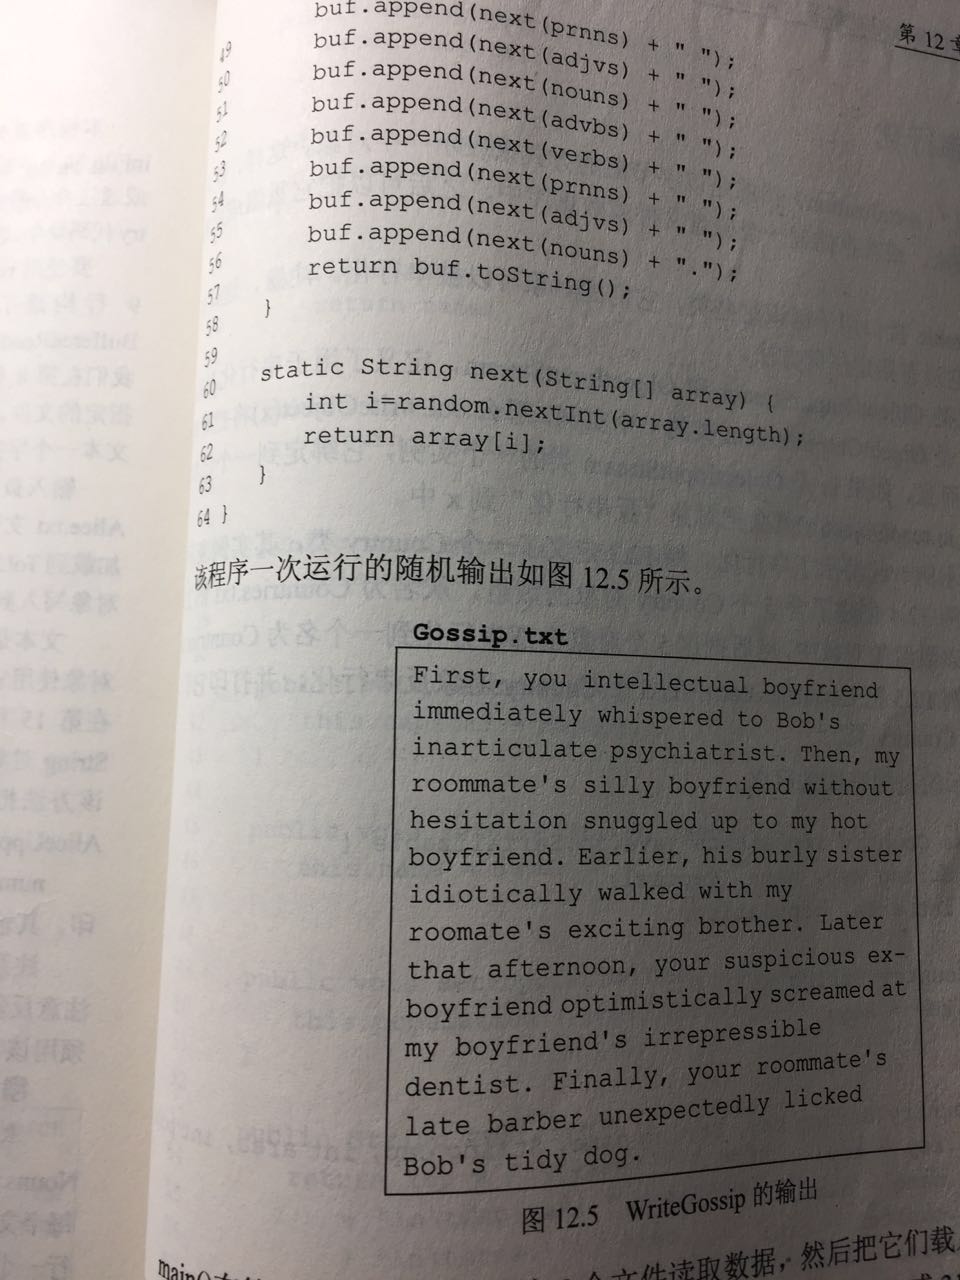 第 12 章
49 buf.append(next(prnns) + " ");
50 buf.append(next(adjvs) + " ");
51 buf.append(next(nouns) + " ");
52 buf.append(next(advbs) + " ");
53 buf.append(next(verbs) + " ");
54 buf.append(next(prnns) + " ");
55 buf.append(next(adjvs) + " ");
56 buf.append(next(nouns) + ".");
57 return buf.toString();
58 }
59
60 static String next(String[] array) {
61 int i=random.nextInt(array.length);
62 return array[i];
63 }
64 }
该程序一次运行的随机输出如图 12.5 所示。
Gossip.txt
First, you intellectual boyfriend
immediately whispered to Bob's
inarticulate psychiatrist. Then, my
roommate's silly boyfriend without
hesitation snuggled up to my hot
boyfriend. Earlier, his burly sister
idiotically walked with my
roomate's exciting brother. Later
that afternoon, your suspicious ex-
boyfriend optimistically screamed at
my boyfriend's irrepressible
dentist. Finally, your roommate's
late barber unexpectedly licked
Bob's tidy dog.
图 12.5 WriteGossip 的输出
main() 个文件读取数据，然后把它们载